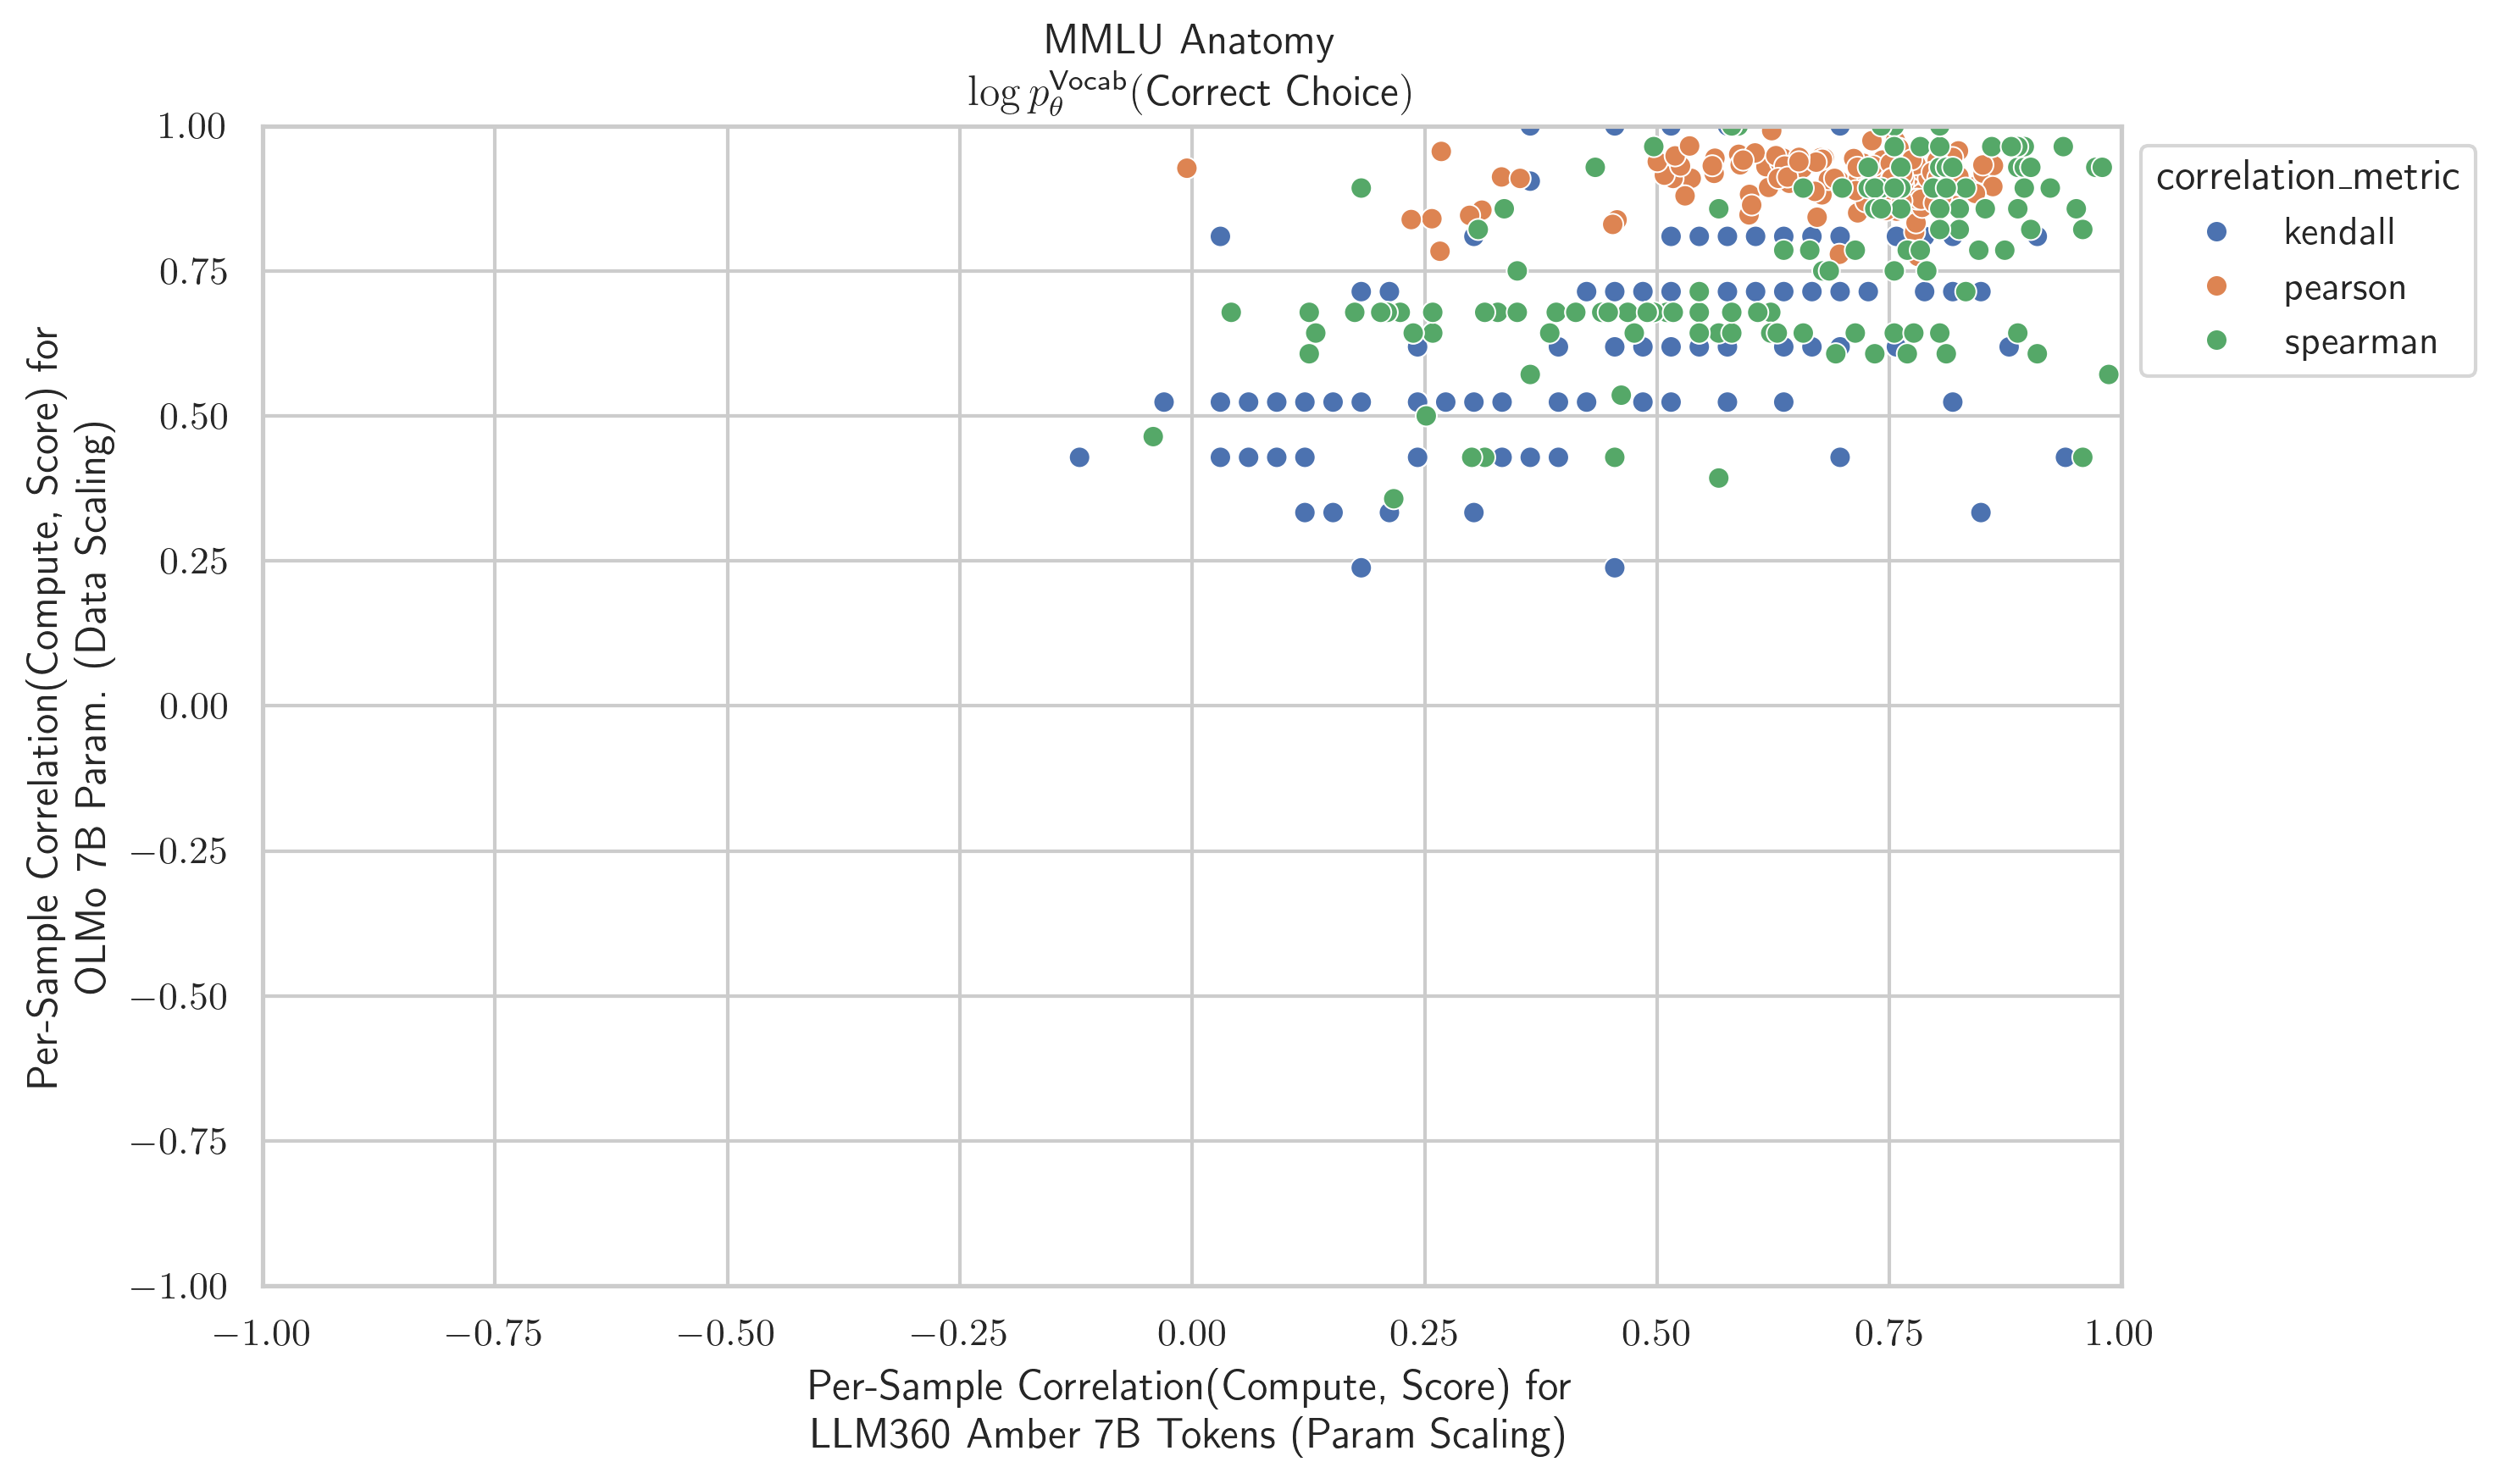 MMLU Anatomy
log p_θ^Vocab(Correct Choice)
1.00
0.75
0.50
0.25
0.00
−0.25
−0.50
−0.75
−1.00
Per-Sample Correlation(Compute, Score) for
OLMo 7B Param. (Data Scaling)
−1.00
−0.75
−0.50
−0.25
0.00
0.25
0.50
0.75
1.00
Per-Sample Correlation(Compute, Score) for
LLM360 Amber 7B Tokens (Param Scaling)
correlation_metric
kendall
pearson
spearman